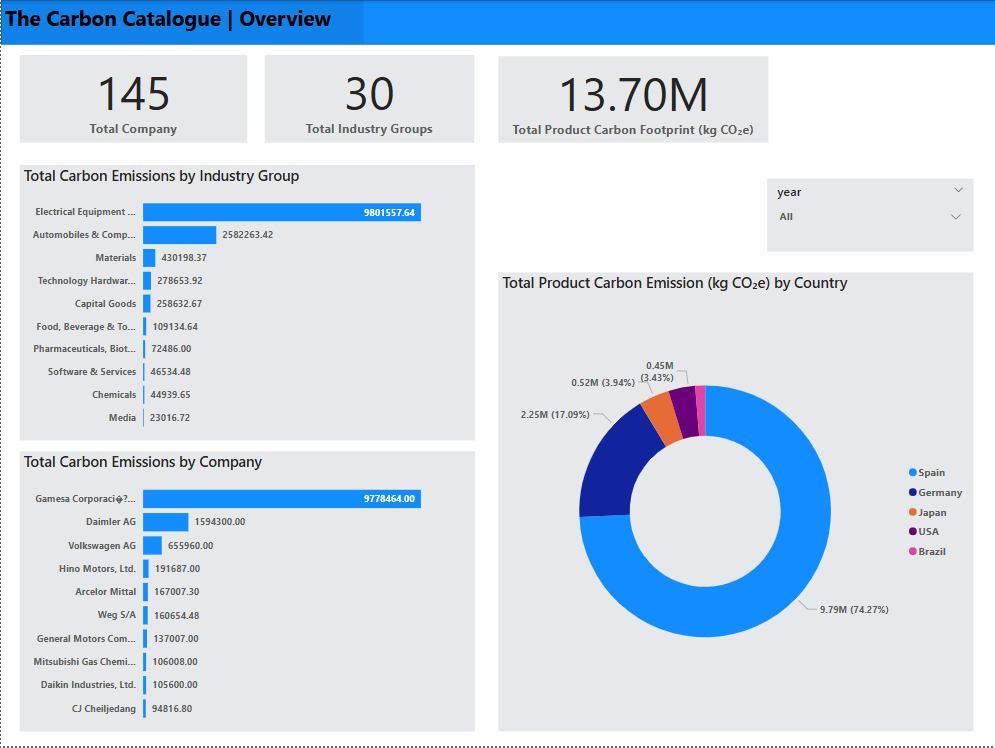 The Carbon Catalogue | Overview
145
Total Company
30
Total Industry Groups
13.70M
Total Product Carbon Footprint (kg CO₂e)
Total Carbon Emissions by Industry Group
Electrical Equipment ... 9801557.64
Automobiles & Comp... 2582263.42
Materials 430198.37
Technology Hardwar... 278653.92
Capital Goods 258632.67
Food, Beverage & To... 109134.64
Pharmaceuticals, Biot... 72486.00
Software & Services 46534.48
Chemicals 44939.65
Media 23016.72
year
All
Total Carbon Emissions by Company
Gamesa Corporaci�?... 9778464.00
Daimler AG 1594300.00
Volkswagen AG 655960.00
Hino Motors, Ltd. 191687.00
Arcelor Mittal 167007.30
Weg S/A 160654.48
General Motors Com... 137007.00
Mitsubishi Gas Chemi... 106008.00
Daikin Industries, Ltd. 105600.00
CJ Cheiljedang 94816.80
Total Product Carbon Emission (kg CO₂e) by Country
0.45M
(3.43%)
0.52M (3.94%)
2.25M (17.09%)
9.79M (74.27%)
Spain
Germany
Japan
USA
Brazil